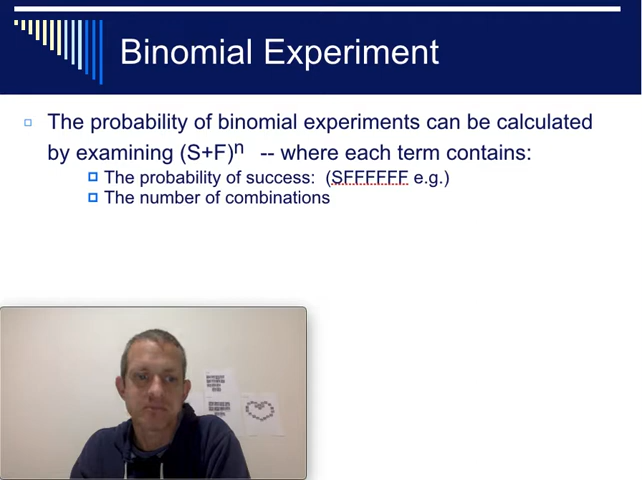 Binomial Experiment
The probability of binomial experiments can be calculated
by examining (S+F)ⁿ -- where each term contains:
The probability of success: (SFFFFFF e.g.)
The number of combinations